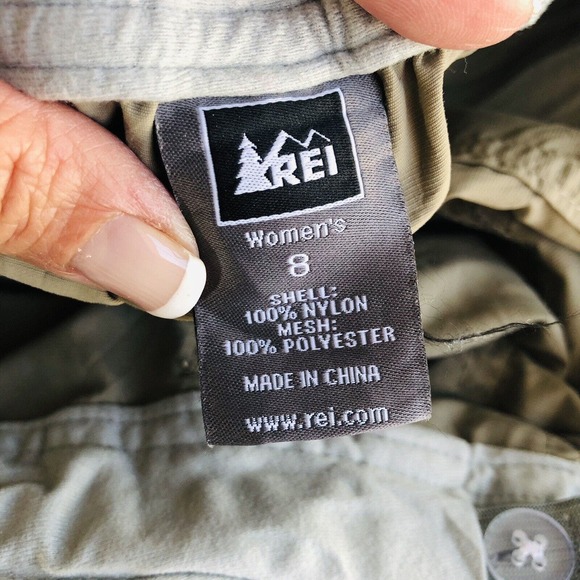 REI
Women's
8
SHELL:
100% NYLON
MESH:
100% POLYESTER
MADE IN CHINA
www.rei.com